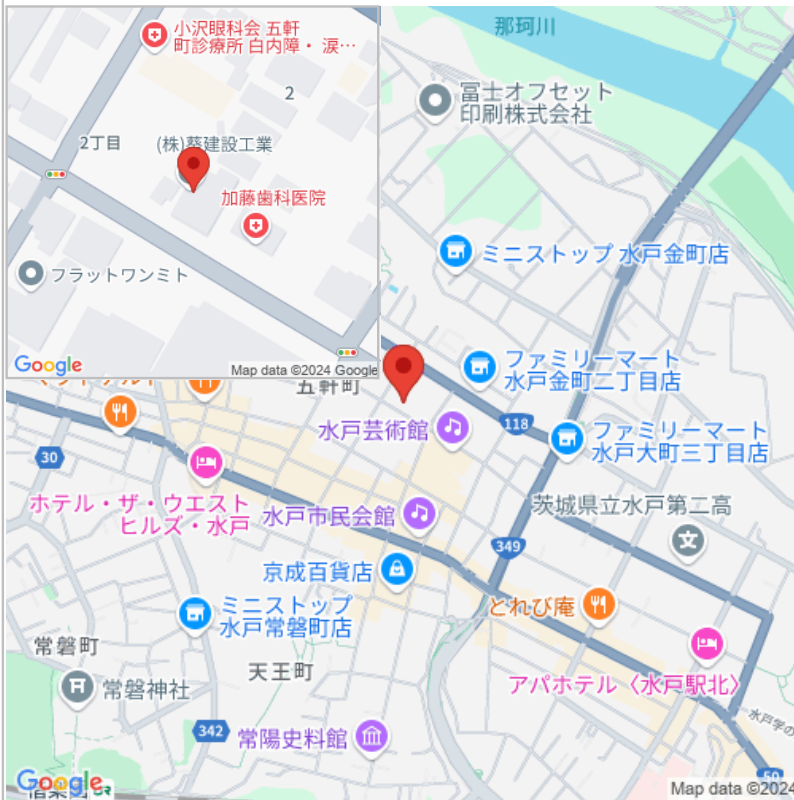 小沢眼科会 五軒
町診療所 白内障・ 涙…
2
2丁目
(株)葵建設工業
加藤歯科医院
フラットワンミト
Google
Map data ©2024 Google
那珂川
冨士オフセット
印刷株式会社
ミニストップ 水戸金町店
ファミリーマート
水戸金町二丁目店
五軒町
水戸芸術館
118
ファミリーマート
水戸大町三丁目店
30
ホテル・ザ・ウエスト
ヒルズ・水戸
水戸市民会館
茨城県立水戸第二高
349
京成百貨店
ミニストップ
水戸常磐町店
とれび庵
常磐町
天王町
アパホテル〈水戸駅北〉
常磐神社
342
常陽史料館
水戸学の
50
Google
Map data ©2024